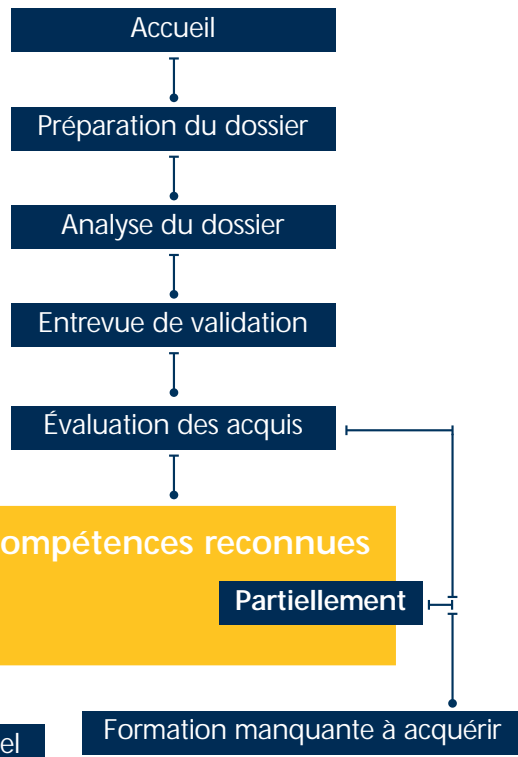 Accueil
Préparation du dossier
Analyse du dossier
Entrevue de validation
Évaluation des acquis
ompétences reconnues
Partiellement
Formation manquante à acquérir
el